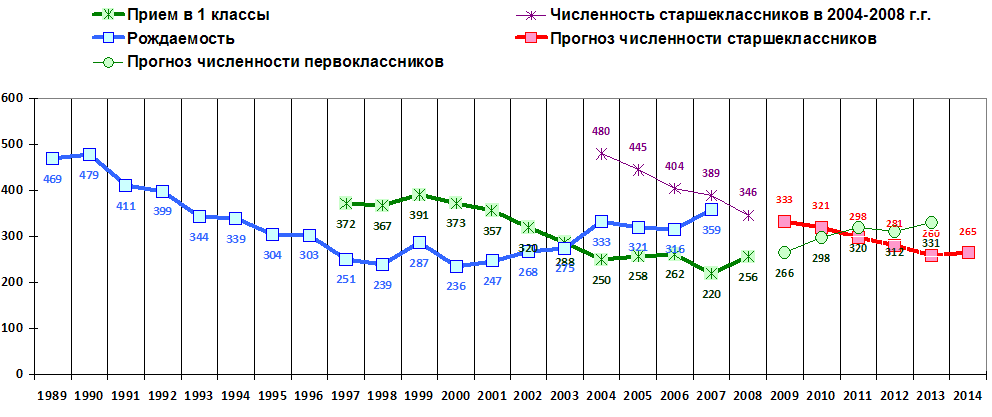 Прием в 1 классы
Численность старшеклассников в 2004-2008 г.г.
Рождаемость
Прогноз численности старшеклассников
Прогноз численности первоклассников
600
500
400
300
200
100
0
469 479 411 399 344 339 304 303 251 239 287 236 247 268 275 333 321 316 359
372 367 391 373 357 320 288 250 258 262 220 256
480 445 404 389 346
333 321 298 281 260 265
266 298 320 312 331
1989 1990 1991 1992 1993 1994 1995 1996 1997 1998 1999 2000 2001 2002 2003 2004 2005 2006 2007 2008 2009 2010 2011 2012 2013 2014